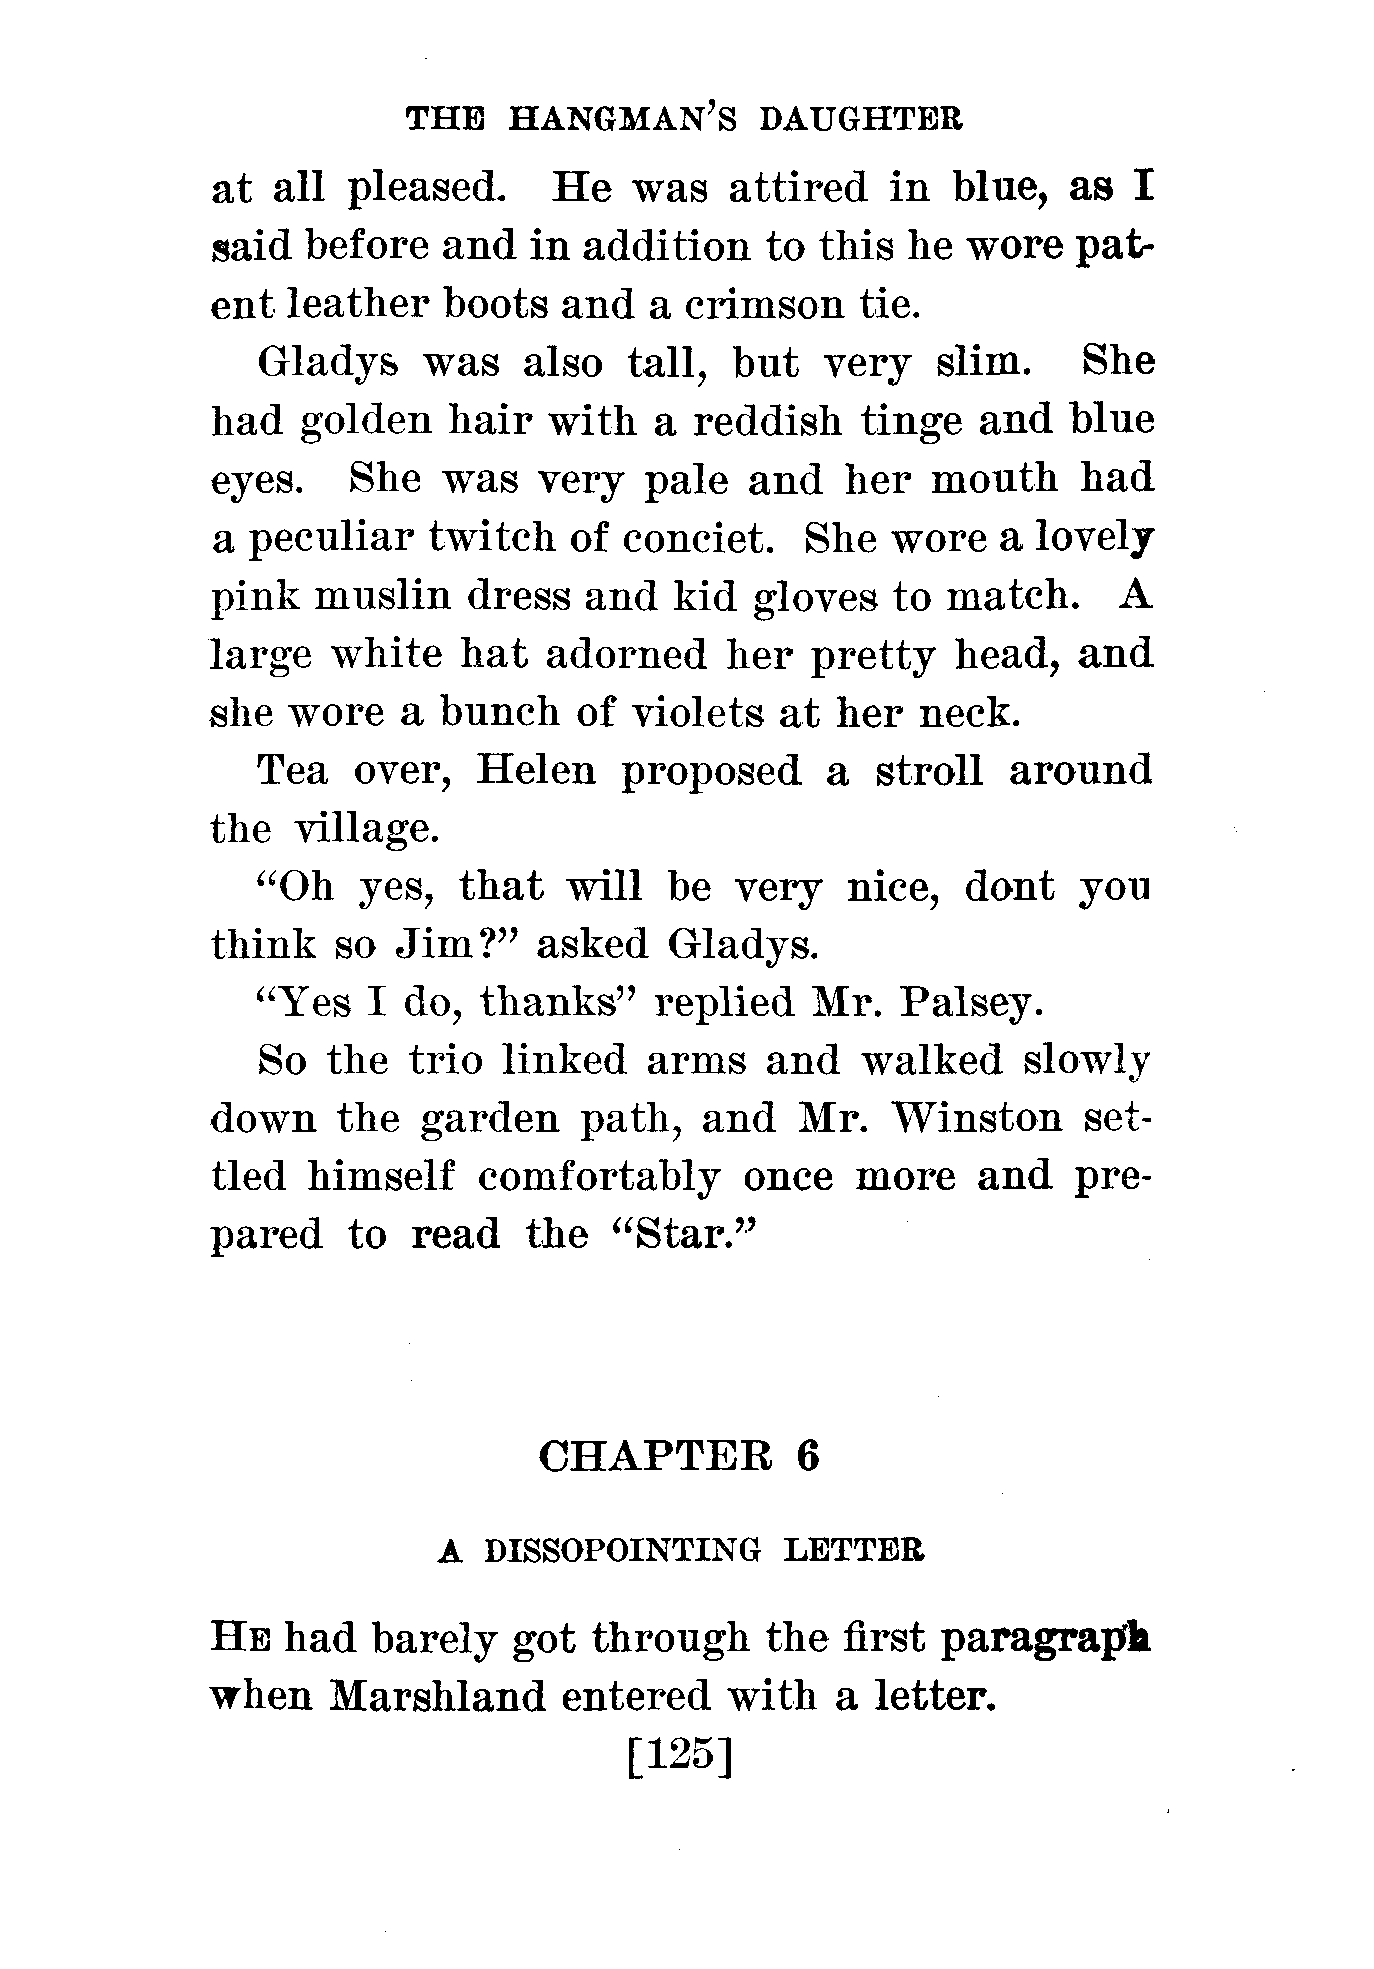 THE HANGMAN'S DAUGHTER
at all pleased. He was attired in blue, as I
said before and in addition to this he wore pat-
ent leather boots and a crimson tie.
Gladys was also tall, but very slim. She
had golden hair with a reddish tinge and blue
eyes. She was very pale and her mouth had
a peculiar twitch of conciet. She wore a lovely
pink muslin dress and kid gloves to match. A
large white hat adorned her pretty head, and
she wore a bunch of violets at her neck.
Tea over, Helen proposed a stroll around
the village.
"Oh yes, that will be very nice, dont you
think so Jim?" asked Gladys.
"Yes I do, thanks" replied Mr. Palsey.
So the trio linked arms and walked slowly
down the garden path, and Mr. Winston set-
tled himself comfortably once more and pre-
pared to read the "Star."
CHAPTER 6
A DISSOPOINTING LETTER
HE had barely got through the first paragraph
when Marshland entered with a letter.
[125]